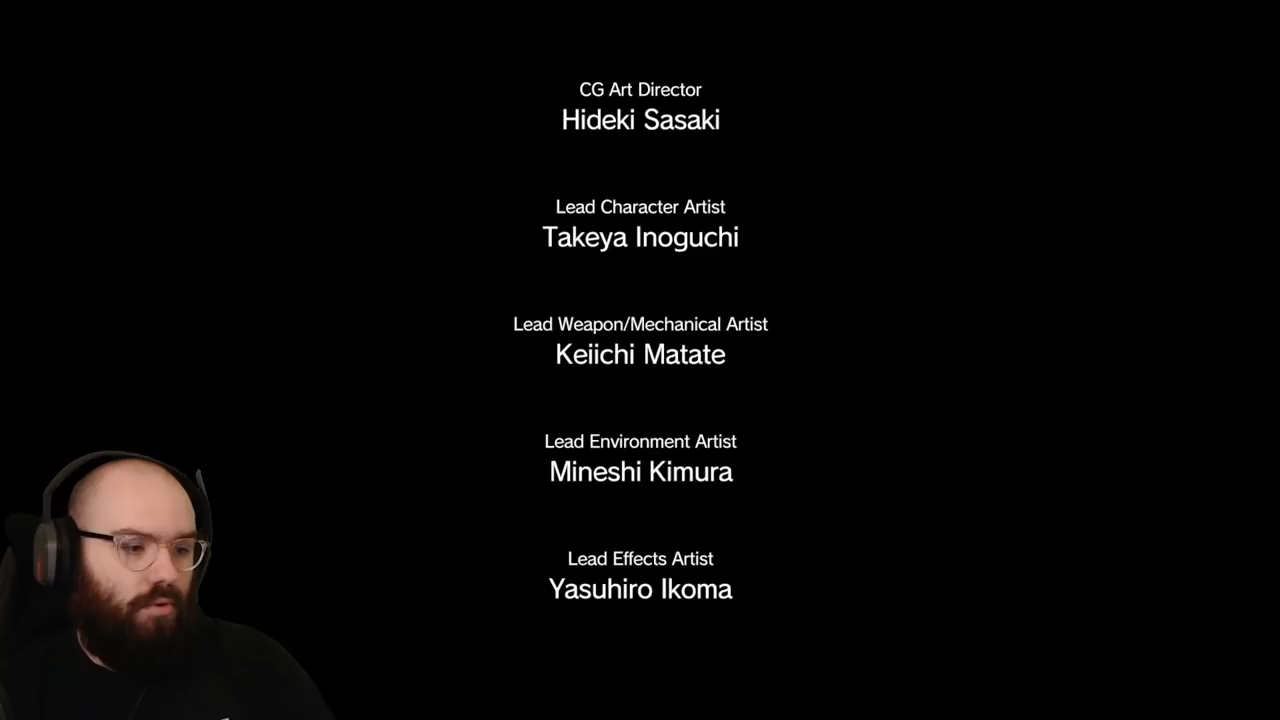 CG Art Director
Hideki Sasaki
Lead Character Artist
Takeya Inoguchi
Lead Weapon/Mechanical Artist
Keiichi Matate
Lead Environment Artist
Mineshi Kimura
Lead Effects Artist
Yasuhiro Ikoma